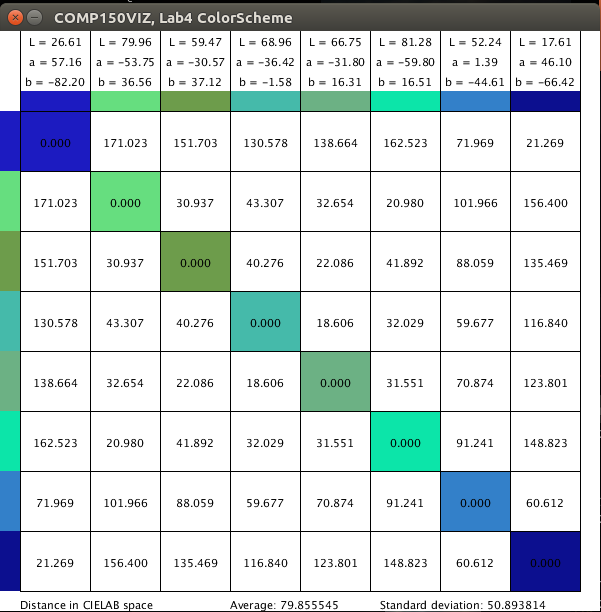 COMP150VIZ, Lab4 ColorScheme
L = 26.61 L = 79.96 L = 59.47 L = 68.96 L = 66.75 L = 81.28 L = 52.24 L = 17.61
a = 57.16 a = −53.75 a = −30.57 a = −36.42 a = −31.80 a = −59.80 a = 1.39 a = 46.10
b = −82.20 b = 36.56 b = 37.12 b = −1.58 b = 16.31 b = 16.51 b = −44.61 b = −66.42
0.000 171.023 151.703 130.578 138.664 162.523 71.969 21.269
171.023 0.000 30.937 43.307 32.654 20.980 101.966 156.400
151.703 30.937 0.000 40.276 22.086 41.892 88.059 135.469
130.578 43.307 40.276 0.000 18.606 32.029 59.677 116.840
138.664 32.654 22.086 18.606 0.000 31.551 70.874 123.801
162.523 20.980 41.892 32.029 31.551 0.000 91.241 148.823
71.969 101.966 88.059 59.677 70.874 91.241 0.000 60.612
21.269 156.400 135.469 116.840 123.801 148.823 60.612 0.000
Distance in CIELAB space Average: 79.855545 Standard deviation: 50.893814